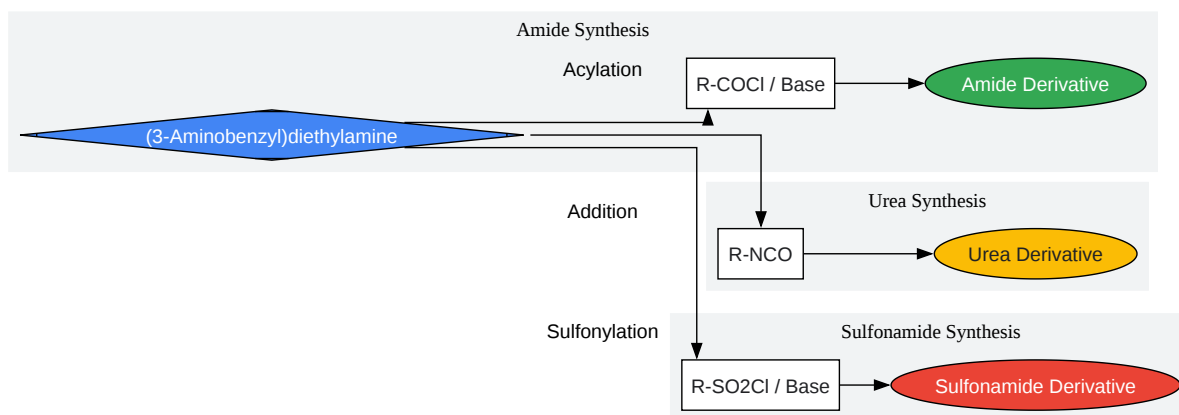 Amide Synthesis
Acylation
R-COCl / Base
Amide Derivative
(3-Aminobenzyl)diethylamine
Urea Synthesis
Addition
R-NCO
Urea Derivative
Sulfonylation
Sulfonamide Synthesis
R-SO2Cl / Base
Sulfonamide Derivative